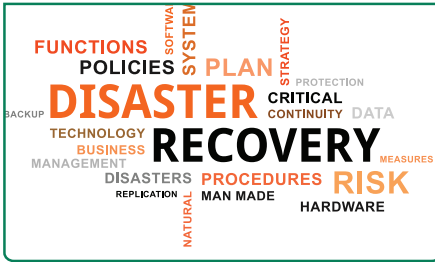 SOFTWA
FUNCTIONS
SYSTEM
STRATEGY
POLICIES
PLAN
PROTECTION
DISASTER
CRITICAL
BACKUP
CONTINUITY
DATA
TECHNOLOGY
RECOVERY
BUSINESS
MANAGEMENT
MEASURES
DISASTERS
PROCEDURES
RISK
REPLICATION
MAN MADE
NATURAL
HARDWARE